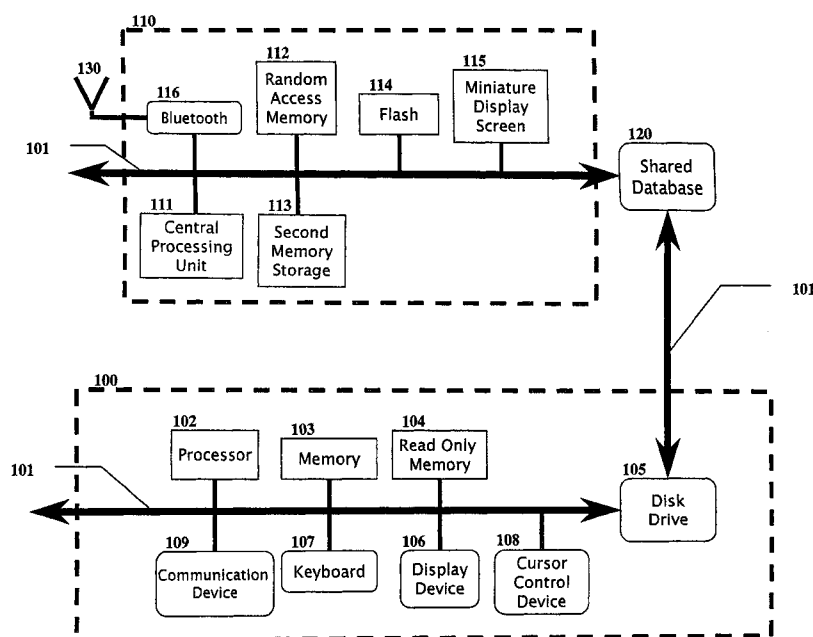 110
130
116
Bluetooth
112
Random
Access
Memory
114
Flash
115
Miniature
Display
Screen
101
120
Shared
Database
111
Central
Processing
Unit
113
Second
Memory
Storage
101
100
102
Processor
103
Memory
104
Read Only
Memory
101
105
Disk
Drive
109
Communication
Device
107
Keyboard
106
Display
Device
108
Cursor
Control
Device